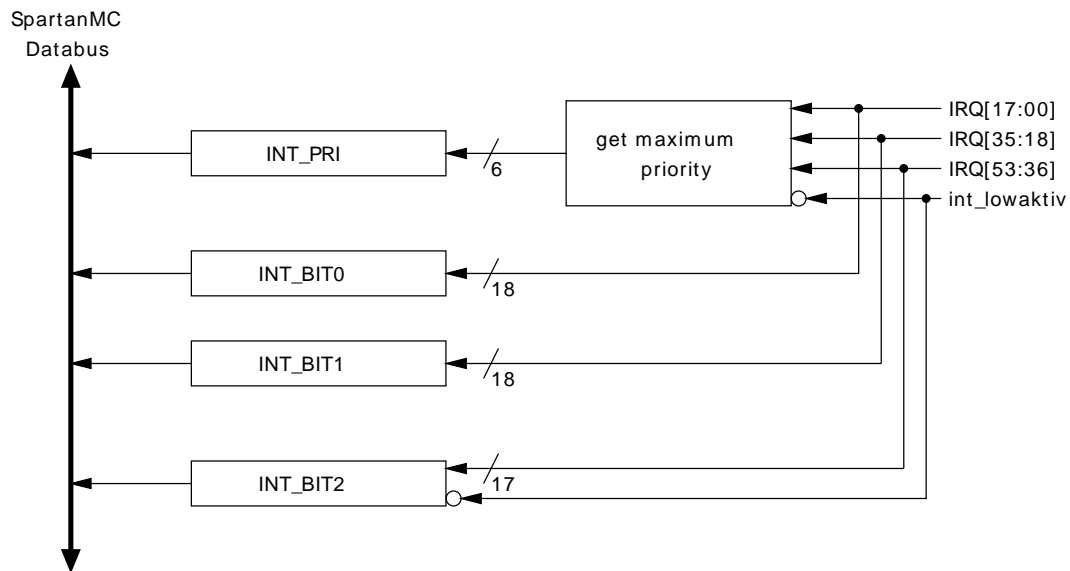 SpartanMC
Databus
IRQ[17:00]
get maximum
priority
IRQ[35:18]
INT_PRI
6
IRQ[53:36]
int_lowaktiv
INT_BIT0
18
INT_BIT1
18
INT_BIT2
17